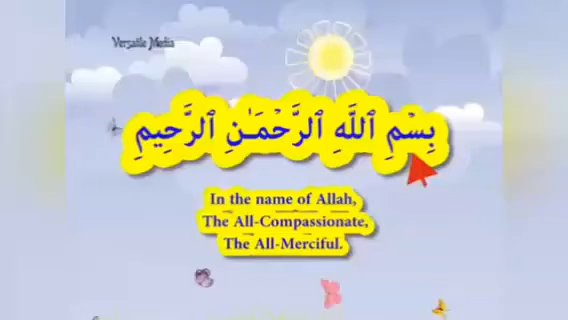 Versatile Media
بِسْمِ ٱللَّهِ ٱلرَّحْمَـٰنِ ٱلرَّحِيمِ
In the name of Allah,
The All-Compassionate,
The All-Merciful.